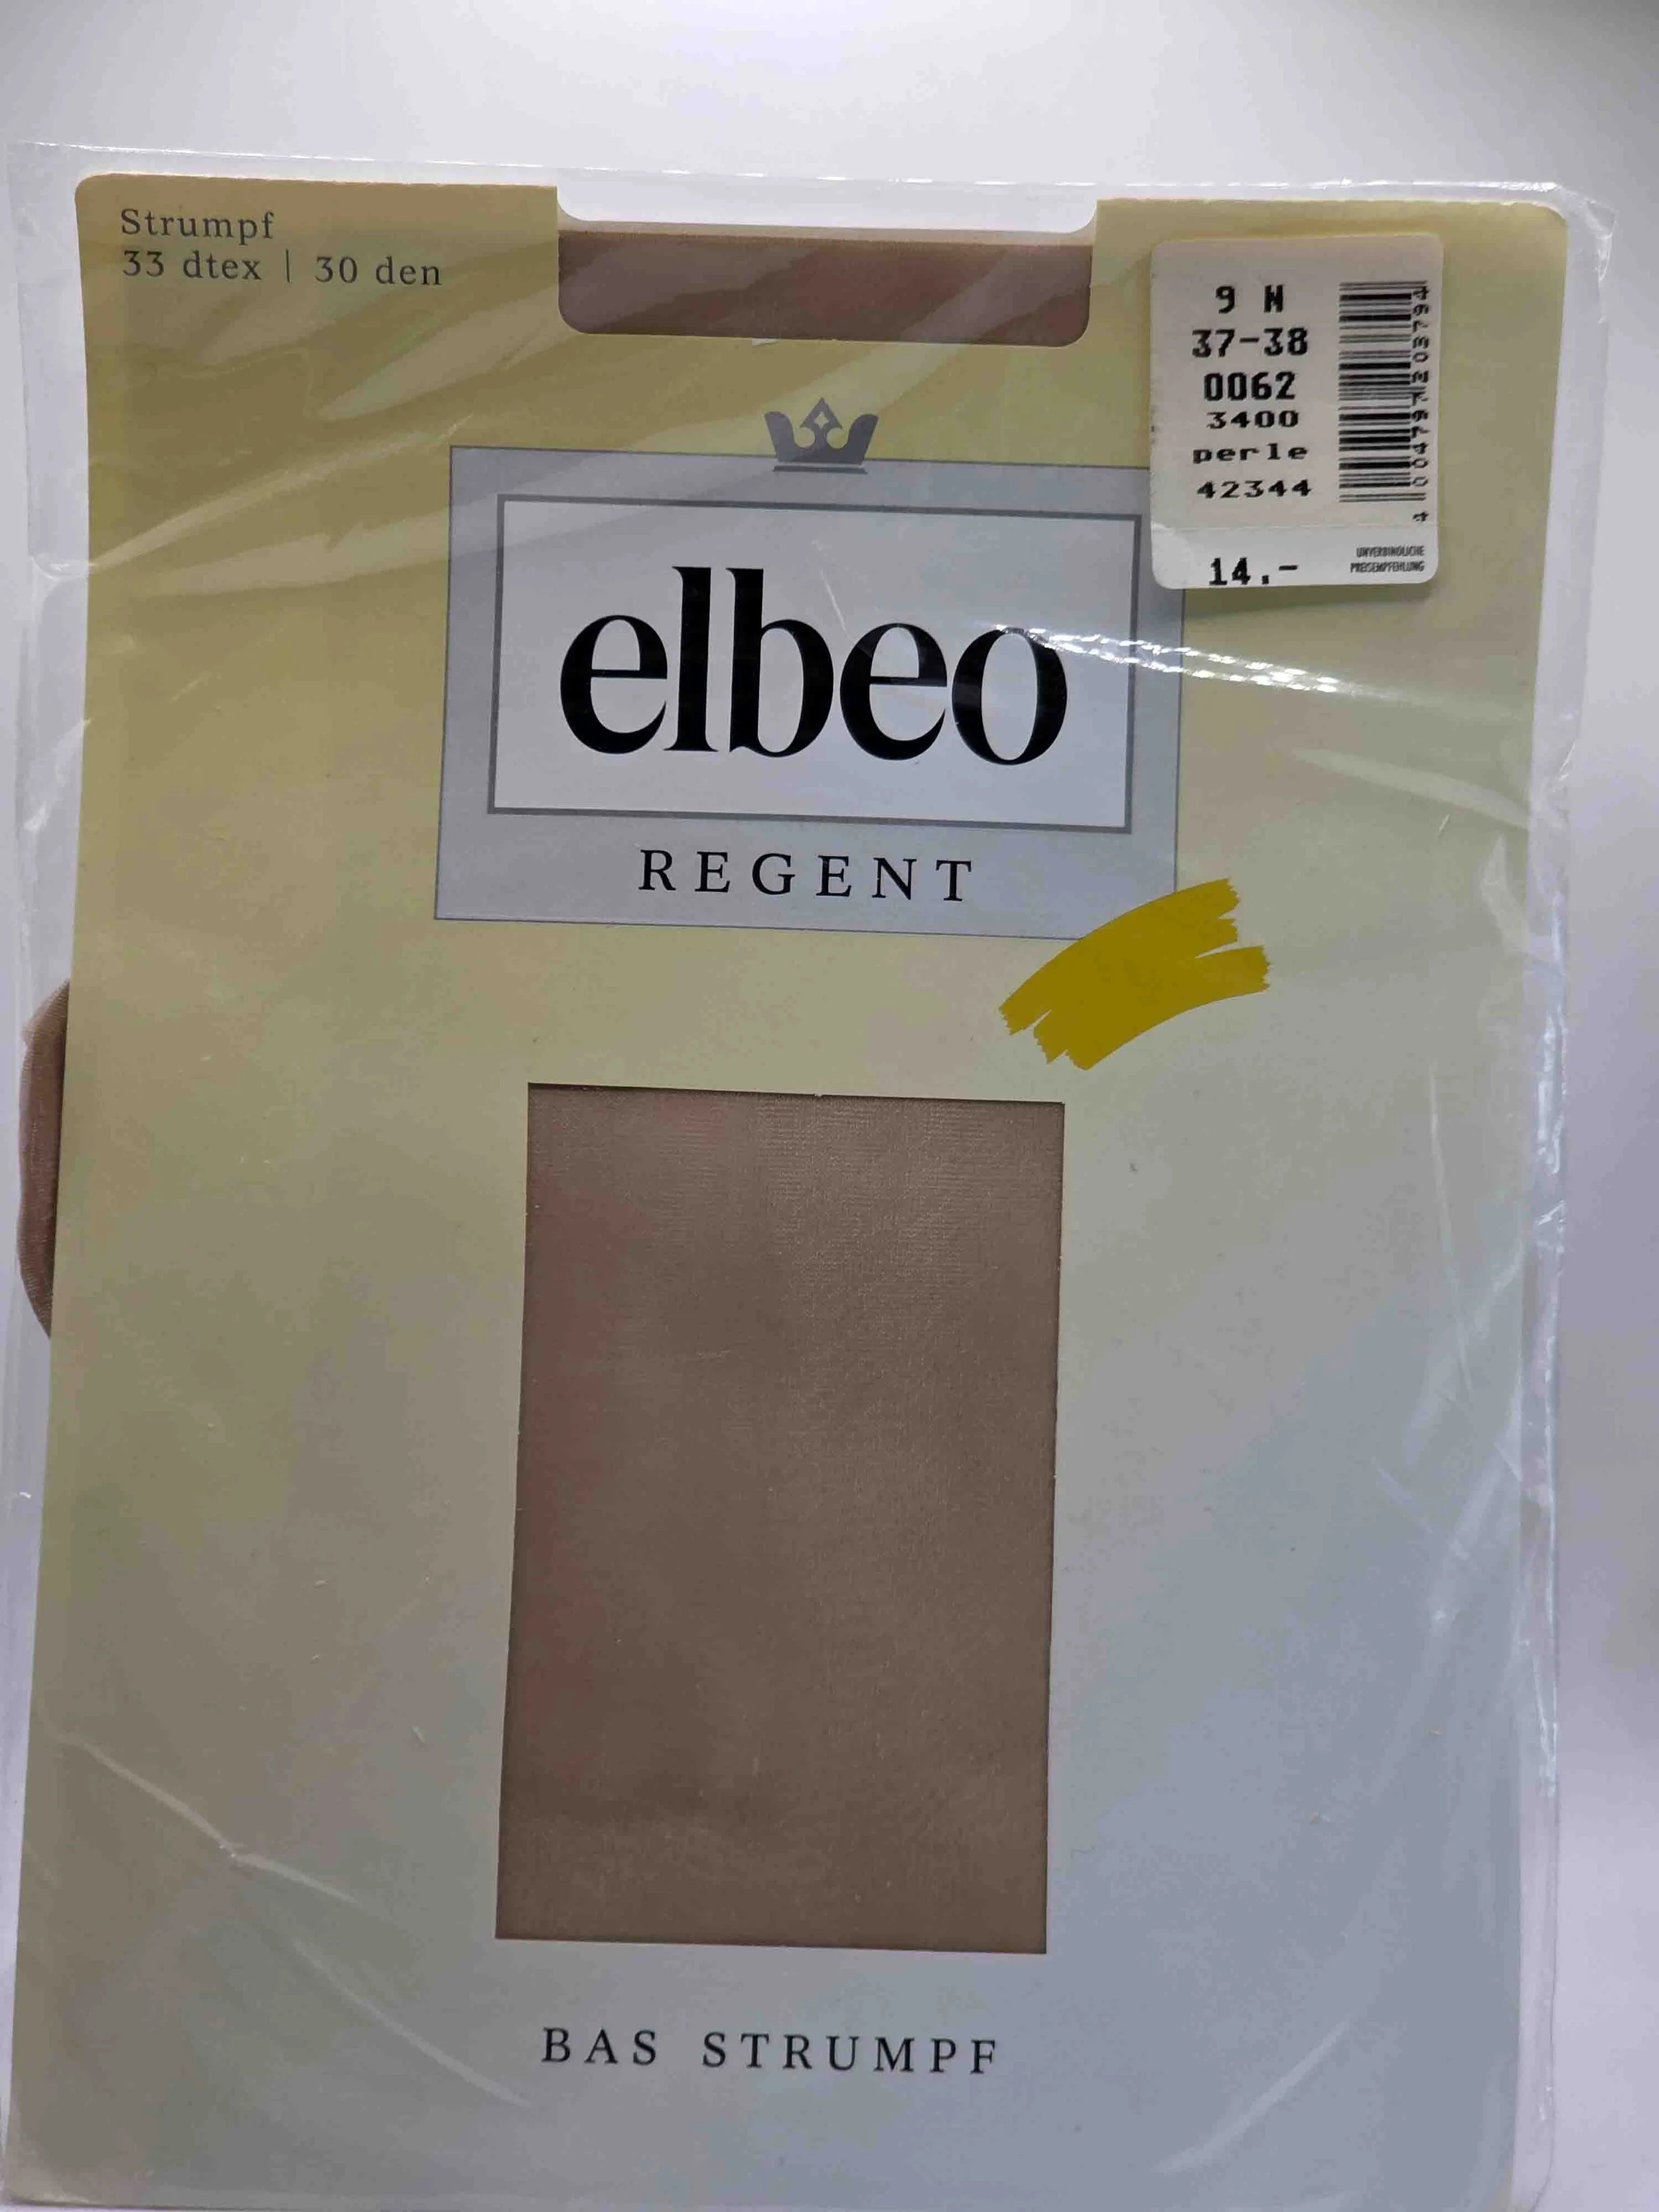 Strumpf
33 dtex | 30 den
9 N
37-38
0062
3400
perle
42344
14.-
UNVERBINDLICHE
PREISEMPFEHLUNG
elbeo
REGENT
BAS STRUMPF